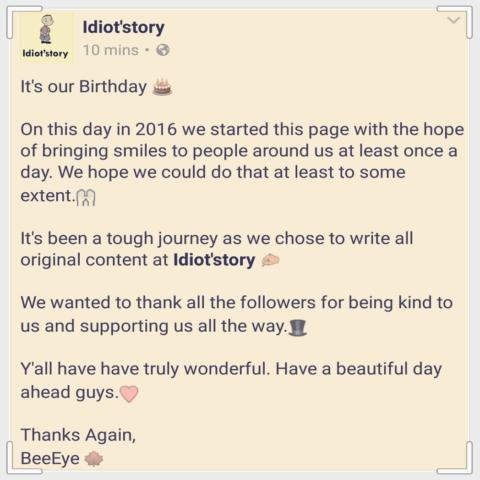 Idiot'story
Idiot'story
10 mins •
It's our Birthday 🎂
On this day in 2016 we started this page with the hope
of bringing smiles to people around us at least once a
day. We hope we could do that at least to some
extent.
It's been a tough journey as we chose to write all
original content at Idiot'story ✍
We wanted to thank all the followers for being kind to
us and supporting us all the way.🎩
Y'all have have truly wonderful. Have a beautiful day
ahead guys.❤
Thanks Again,
BeeEye 🍁